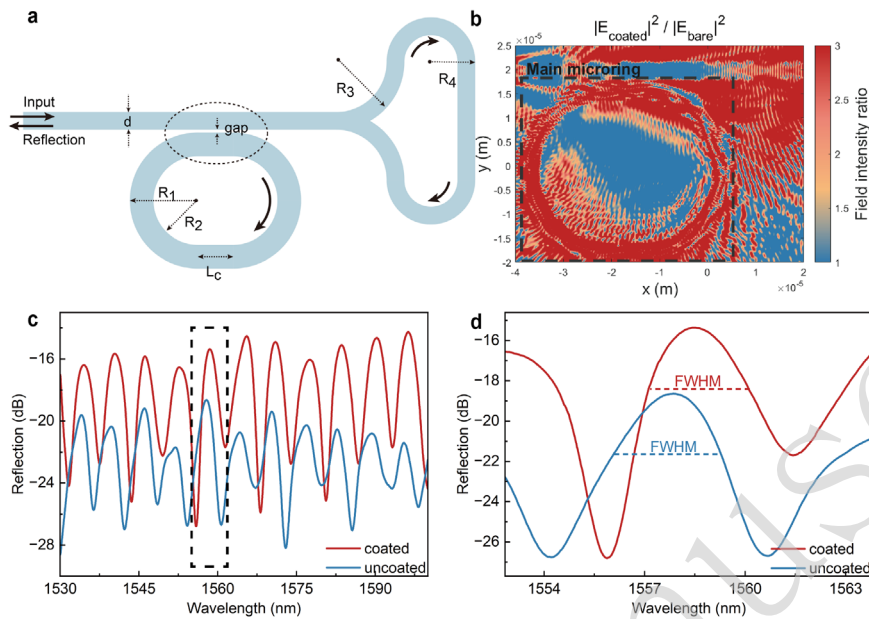 a
Input
Reflection
d
gap
R1
R2
Lc
R3
R4
b
|E_coated|^2 / |E_bare|^2
×10^-5
Main microring
y (m)
2.5
2
1.5
1
0.5
0
-0.5
-1
-1.5
-2
-4
-3
-2
-1
0
1
2
×10^-5
x (m)
3
2.5
2
1.5
1
Field intensity ratio
c
Reflection (dB)
−16
−20
−24
−28
1530
1545
1560
1575
1590
Wavelength (nm)
coated
uncoated
d
Reflection (dB)
−16
−18
−20
−22
−24
−26
FWHM
FWHM
1554
1557
1560
1563
Wavelength (nm)
coated
uncoated